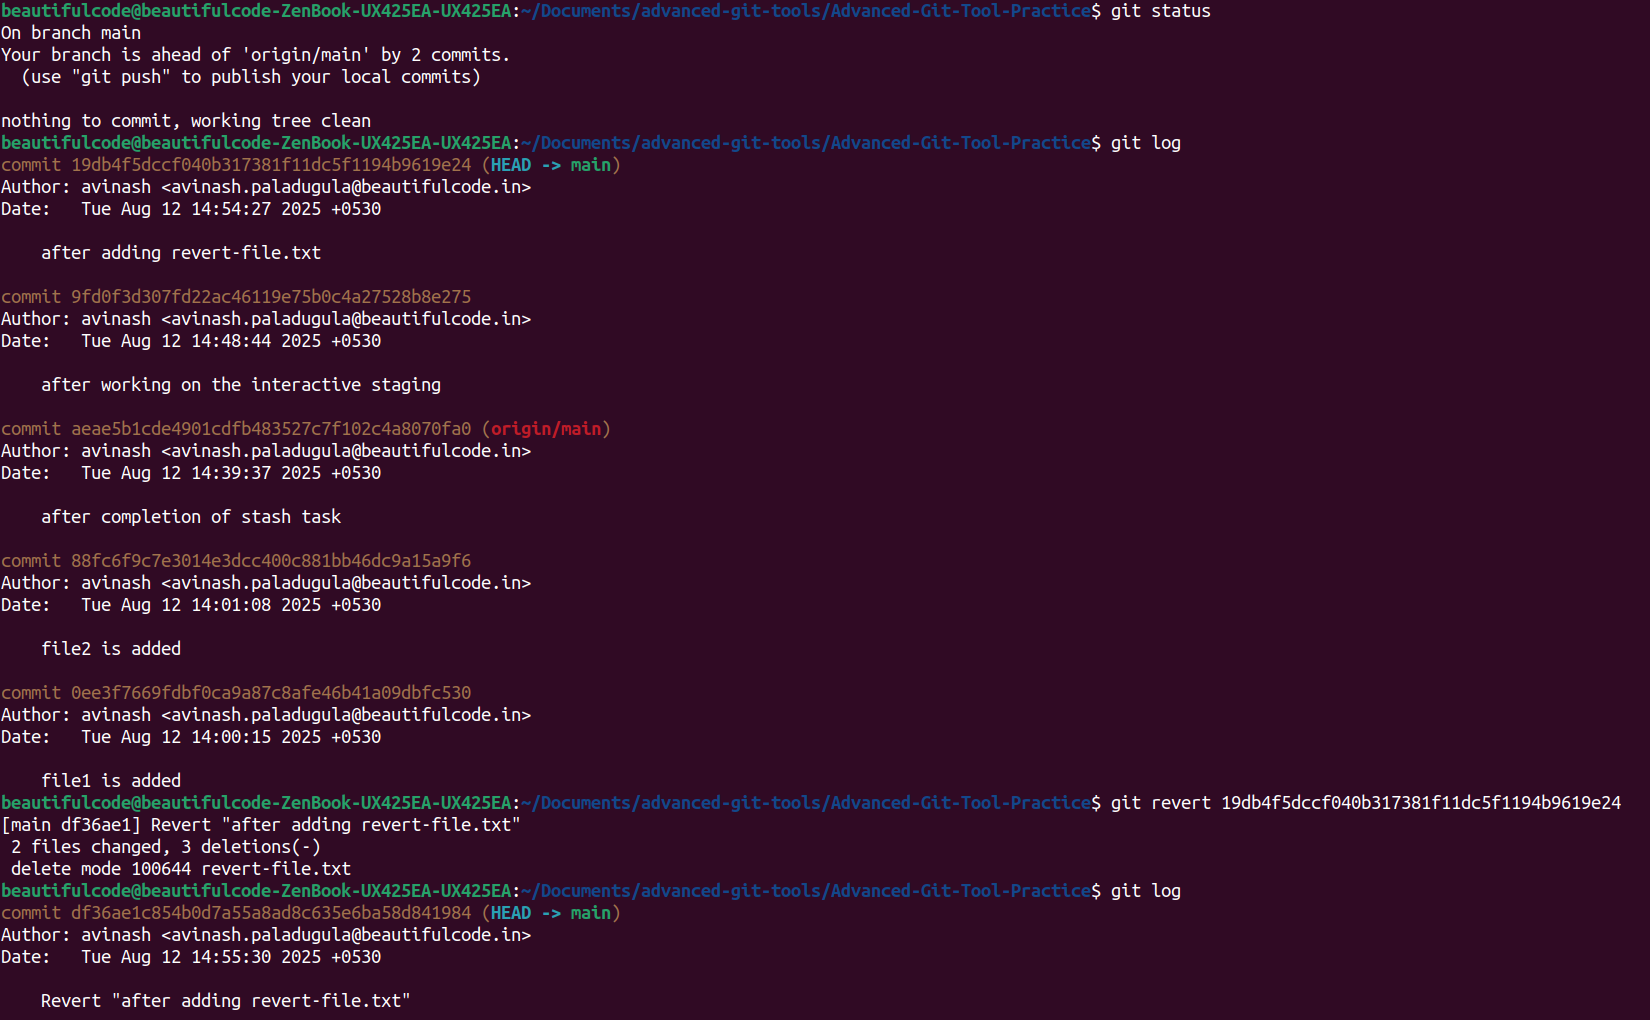 beautifulcode@beautifulcode-ZenBook-UX425EA-UX425EA:~/Documents/advanced-git-tools/Advanced-Git-Tool-Practice$ git status
On branch main
Your branch is ahead of 'origin/main' by 2 commits.
  (use "git push" to publish your local commits)

nothing to commit, working tree clean
beautifulcode@beautifulcode-ZenBook-UX425EA-UX425EA:~/Documents/advanced-git-tools/Advanced-Git-Tool-Practice$ git log
commit 19db4f5dccf040b317381f11dc5f1194b9619e24 (HEAD -> main)
Author: avinash <avinash.paladugula@beautifulcode.in>
Date:   Tue Aug 12 14:54:27 2025 +0530

    after adding revert-file.txt

commit 9fd0f3d307fd22ac46119e75b0c4a27528b8e275
Author: avinash <avinash.paladugula@beautifulcode.in>
Date:   Tue Aug 12 14:48:44 2025 +0530

    after working on the interactive staging

commit aeae5b1cde4901cdfb483527c7f102c4a8070fa0 (origin/main)
Author: avinash <avinash.paladugula@beautifulcode.in>
Date:   Tue Aug 12 14:39:37 2025 +0530

    after completion of stash task

commit 88fc6f9c7e3014e3dcc400c881bb46dc9a15a9f6
Author: avinash <avinash.paladugula@beautifulcode.in>
Date:   Tue Aug 12 14:01:08 2025 +0530

    file2 is added

commit 0ee3f7669fdbf0ca9a87c8afe46b41a09dbfc530
Author: avinash <avinash.paladugula@beautifulcode.in>
Date:   Tue Aug 12 14:00:15 2025 +0530

    file1 is added
beautifulcode@beautifulcode-ZenBook-UX425EA-UX425EA:~/Documents/advanced-git-tools/Advanced-Git-Tool-Practice$ git revert 19db4f5dccf040b317381f11dc5f1194b9619e24
[main df36ae1] Revert "after adding revert-file.txt"
 2 files changed, 3 deletions(-)
 delete mode 100644 revert-file.txt
beautifulcode@beautifulcode-ZenBook-UX425EA-UX425EA:~/Documents/advanced-git-tools/Advanced-Git-Tool-Practice$ git log
commit df36ae1c854b0d7a55a8ad8c635e6ba58d841984 (HEAD -> main)
Author: avinash <avinash.paladugula@beautifulcode.in>
Date:   Tue Aug 12 14:55:30 2025 +0530

    Revert "after adding revert-file.txt"